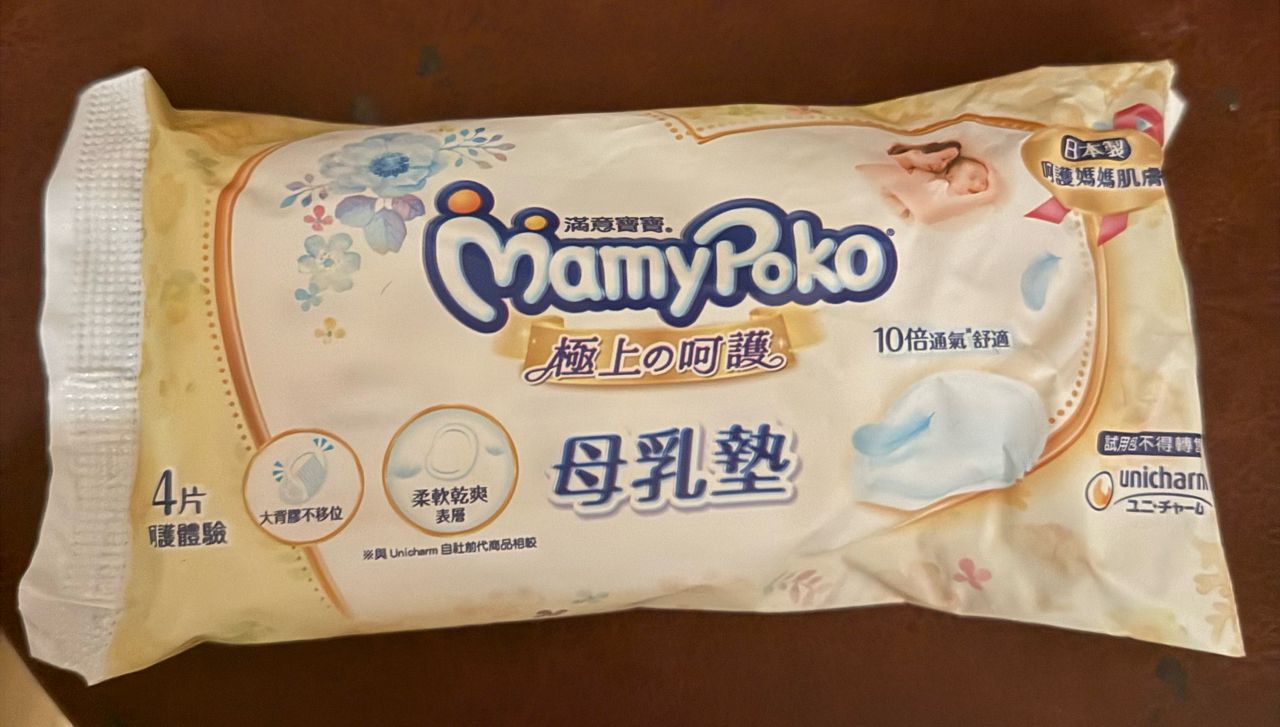 滿意寶寶®
MamyPoko®
極上の呵護
母乳墊
日本製
呵護媽媽肌膚
10倍通氣※舒適
4片
呵護體驗
大背膠不移位
柔軟乾爽
表層
※與 Unicharm 自社前代商品相較
試用包不得轉售
unicharm
ユニ・チャーム